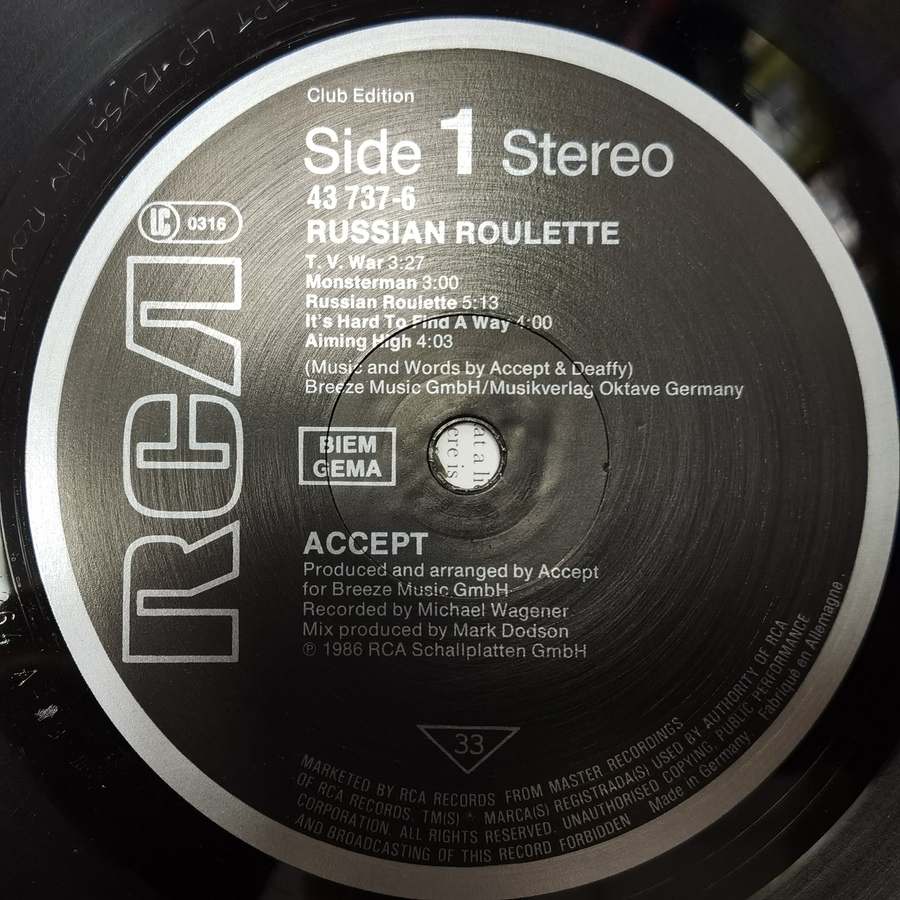 Club Edition
Side 1 Stereo
43 737-6
RUSSIAN ROULETTE
LC 0316
RCA
T. V. War 3:27
Monsterman 3:00
Russian Roulette 5:13
It's Hard To Find A Way 4:00
Aiming High 4:03
(Music and Words by Accept & Deaffy)
Breeze Music GmbH/Musikverlag Oktave Germany
BIEM
GEMA
at a
ere is
ACCEPT
Produced and arranged by Accept
for Breeze Music GmbH
Recorded by Michael Wagener
Mix produced by Mark Dodson
℗ 1986 RCA Schallplatten GmbH
33
MARKETED BY RCA RECORDS FROM MASTER RECORDINGS
OF RCA RECORDS. TM(S) * MARCA(S) REGISTRADA(S) USED BY AUTHORITY OF RCA
CORPORATION. ALL RIGHTS RESERVED. UNAUTHORISED COPYING, PUBLIC PERFORMANCE
AND BROADCASTING OF THIS RECORD FORBIDDEN Made in Germany Fabriqué en Allemagne.